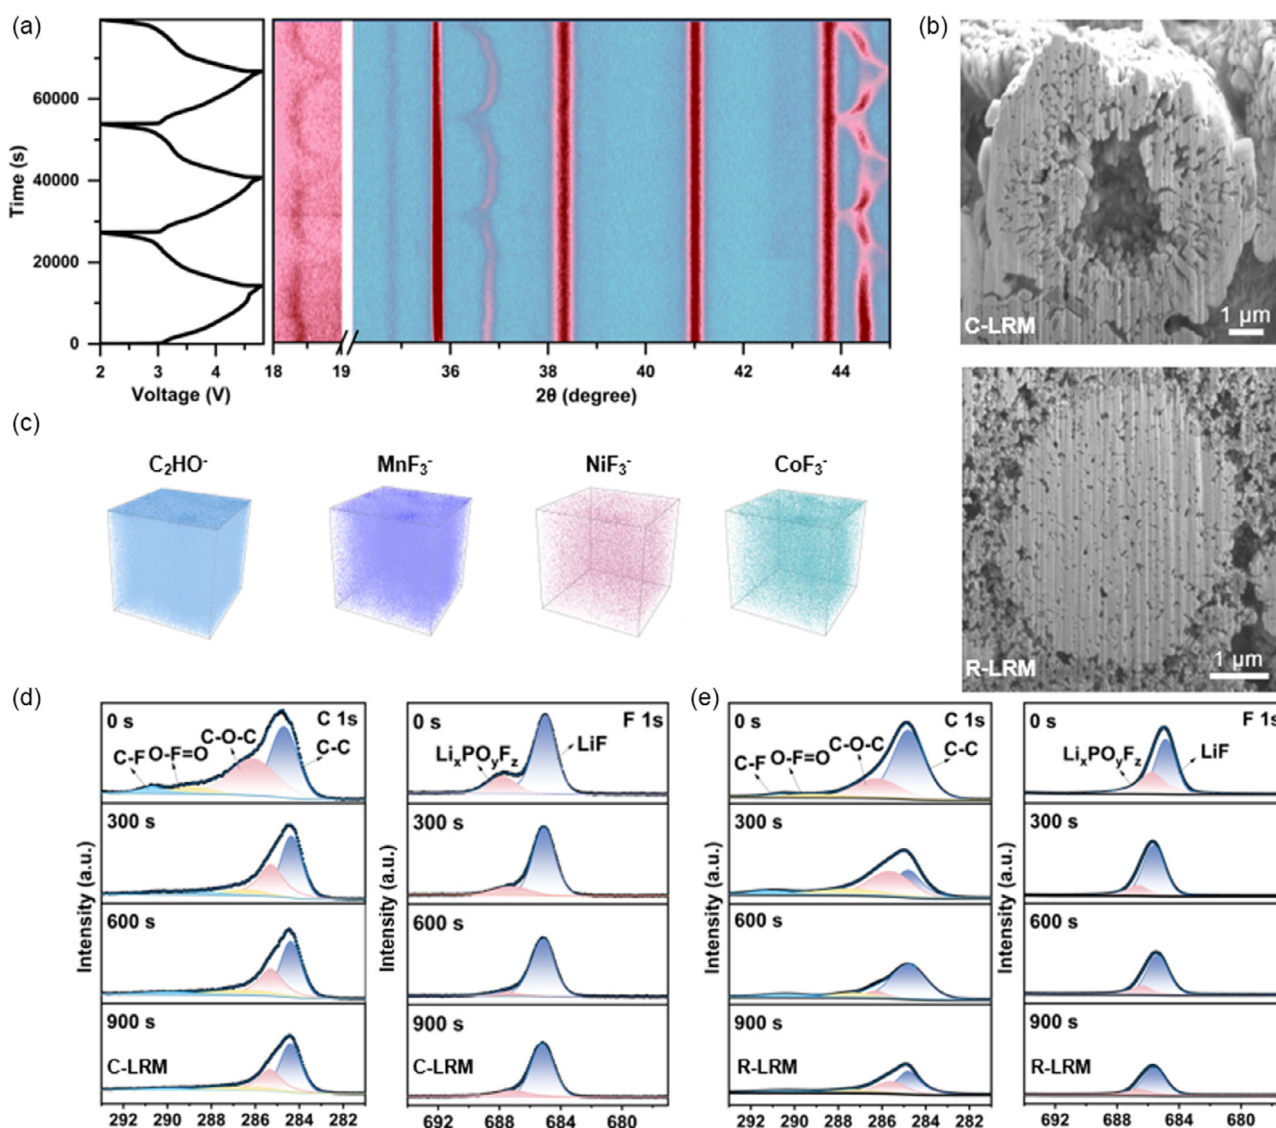 (a)
Time (s)
60000
40000
20000
0
2 3 4
Voltage (V)
18 19 36 38 40 42 44
2θ (degree)
(b)
C-LRM
1 μm
R-LRM
1 μm
(c)
C₂HO⁻
MnF₃⁻
NiF₃⁻
CoF₃⁻
(d)
Intensity (a.u.)
0 s
C 1s
C-F
O-F=O
C-O-C
C-C
300 s
600 s
900 s
C-LRM
292 290 288 286 284 282
Intensity (a.u.)
0 s
F 1s
LiₓPOᵧF_z
LiF
300 s
600 s
900 s
C-LRM
692 688 684 680
(e)
Intensity (a.u.)
0 s
C 1s
C-F
O-F=O
C-O-C
C-C
300 s
600 s
900 s
R-LRM
292 290 288 286 284 282
Intensity (a.u.)
0 s
F 1s
LiₓPOᵧF_z
LiF
300 s
600 s
900 s
R-LRM
692 688 684 680